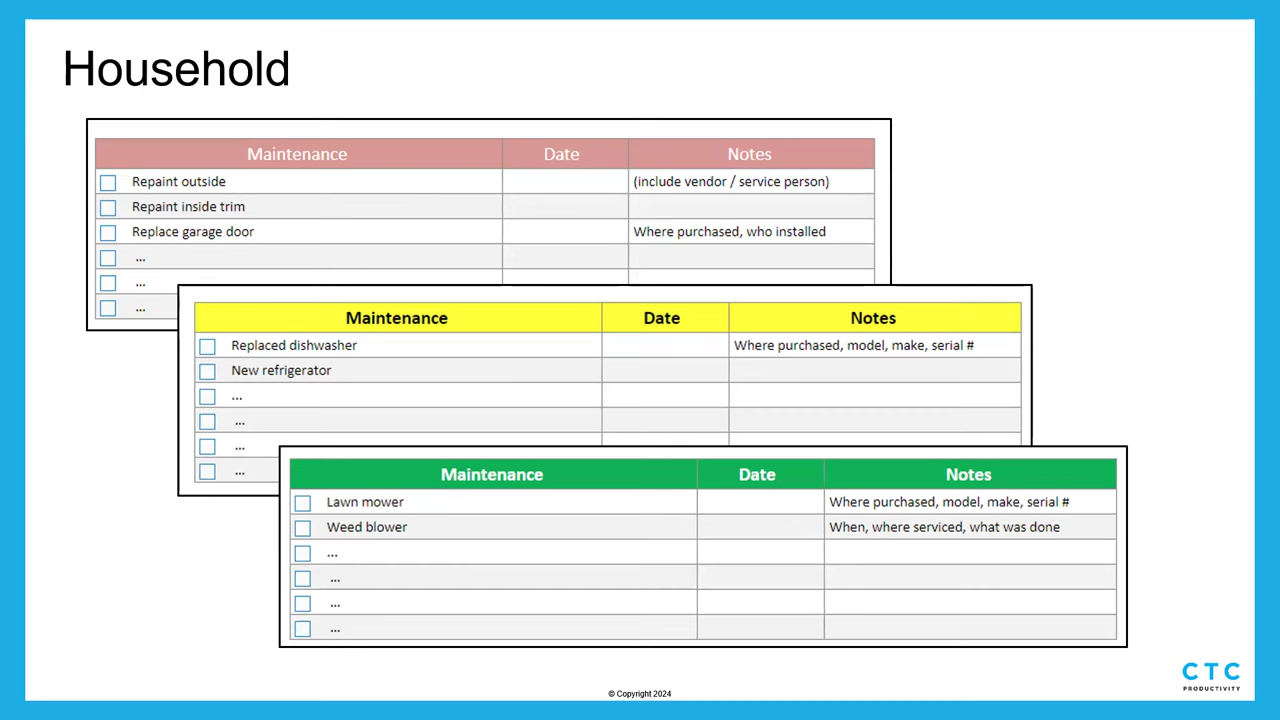 Household
Maintenance Date Notes
Repaint outside (include vendor / service person)
Repaint inside trim
Replace garage door Where purchased, who installed
...
...
...
Maintenance Date Notes
Replaced dishwasher Where purchased, model, make, serial #
New refrigerator
...
...
...
...
Maintenance Date Notes
Lawn mower Where purchased, model, make, serial #
Weed blower When, where serviced, what was done
...
...
...
...
© Copyright 2024
CTC
PRODUCTIVITY